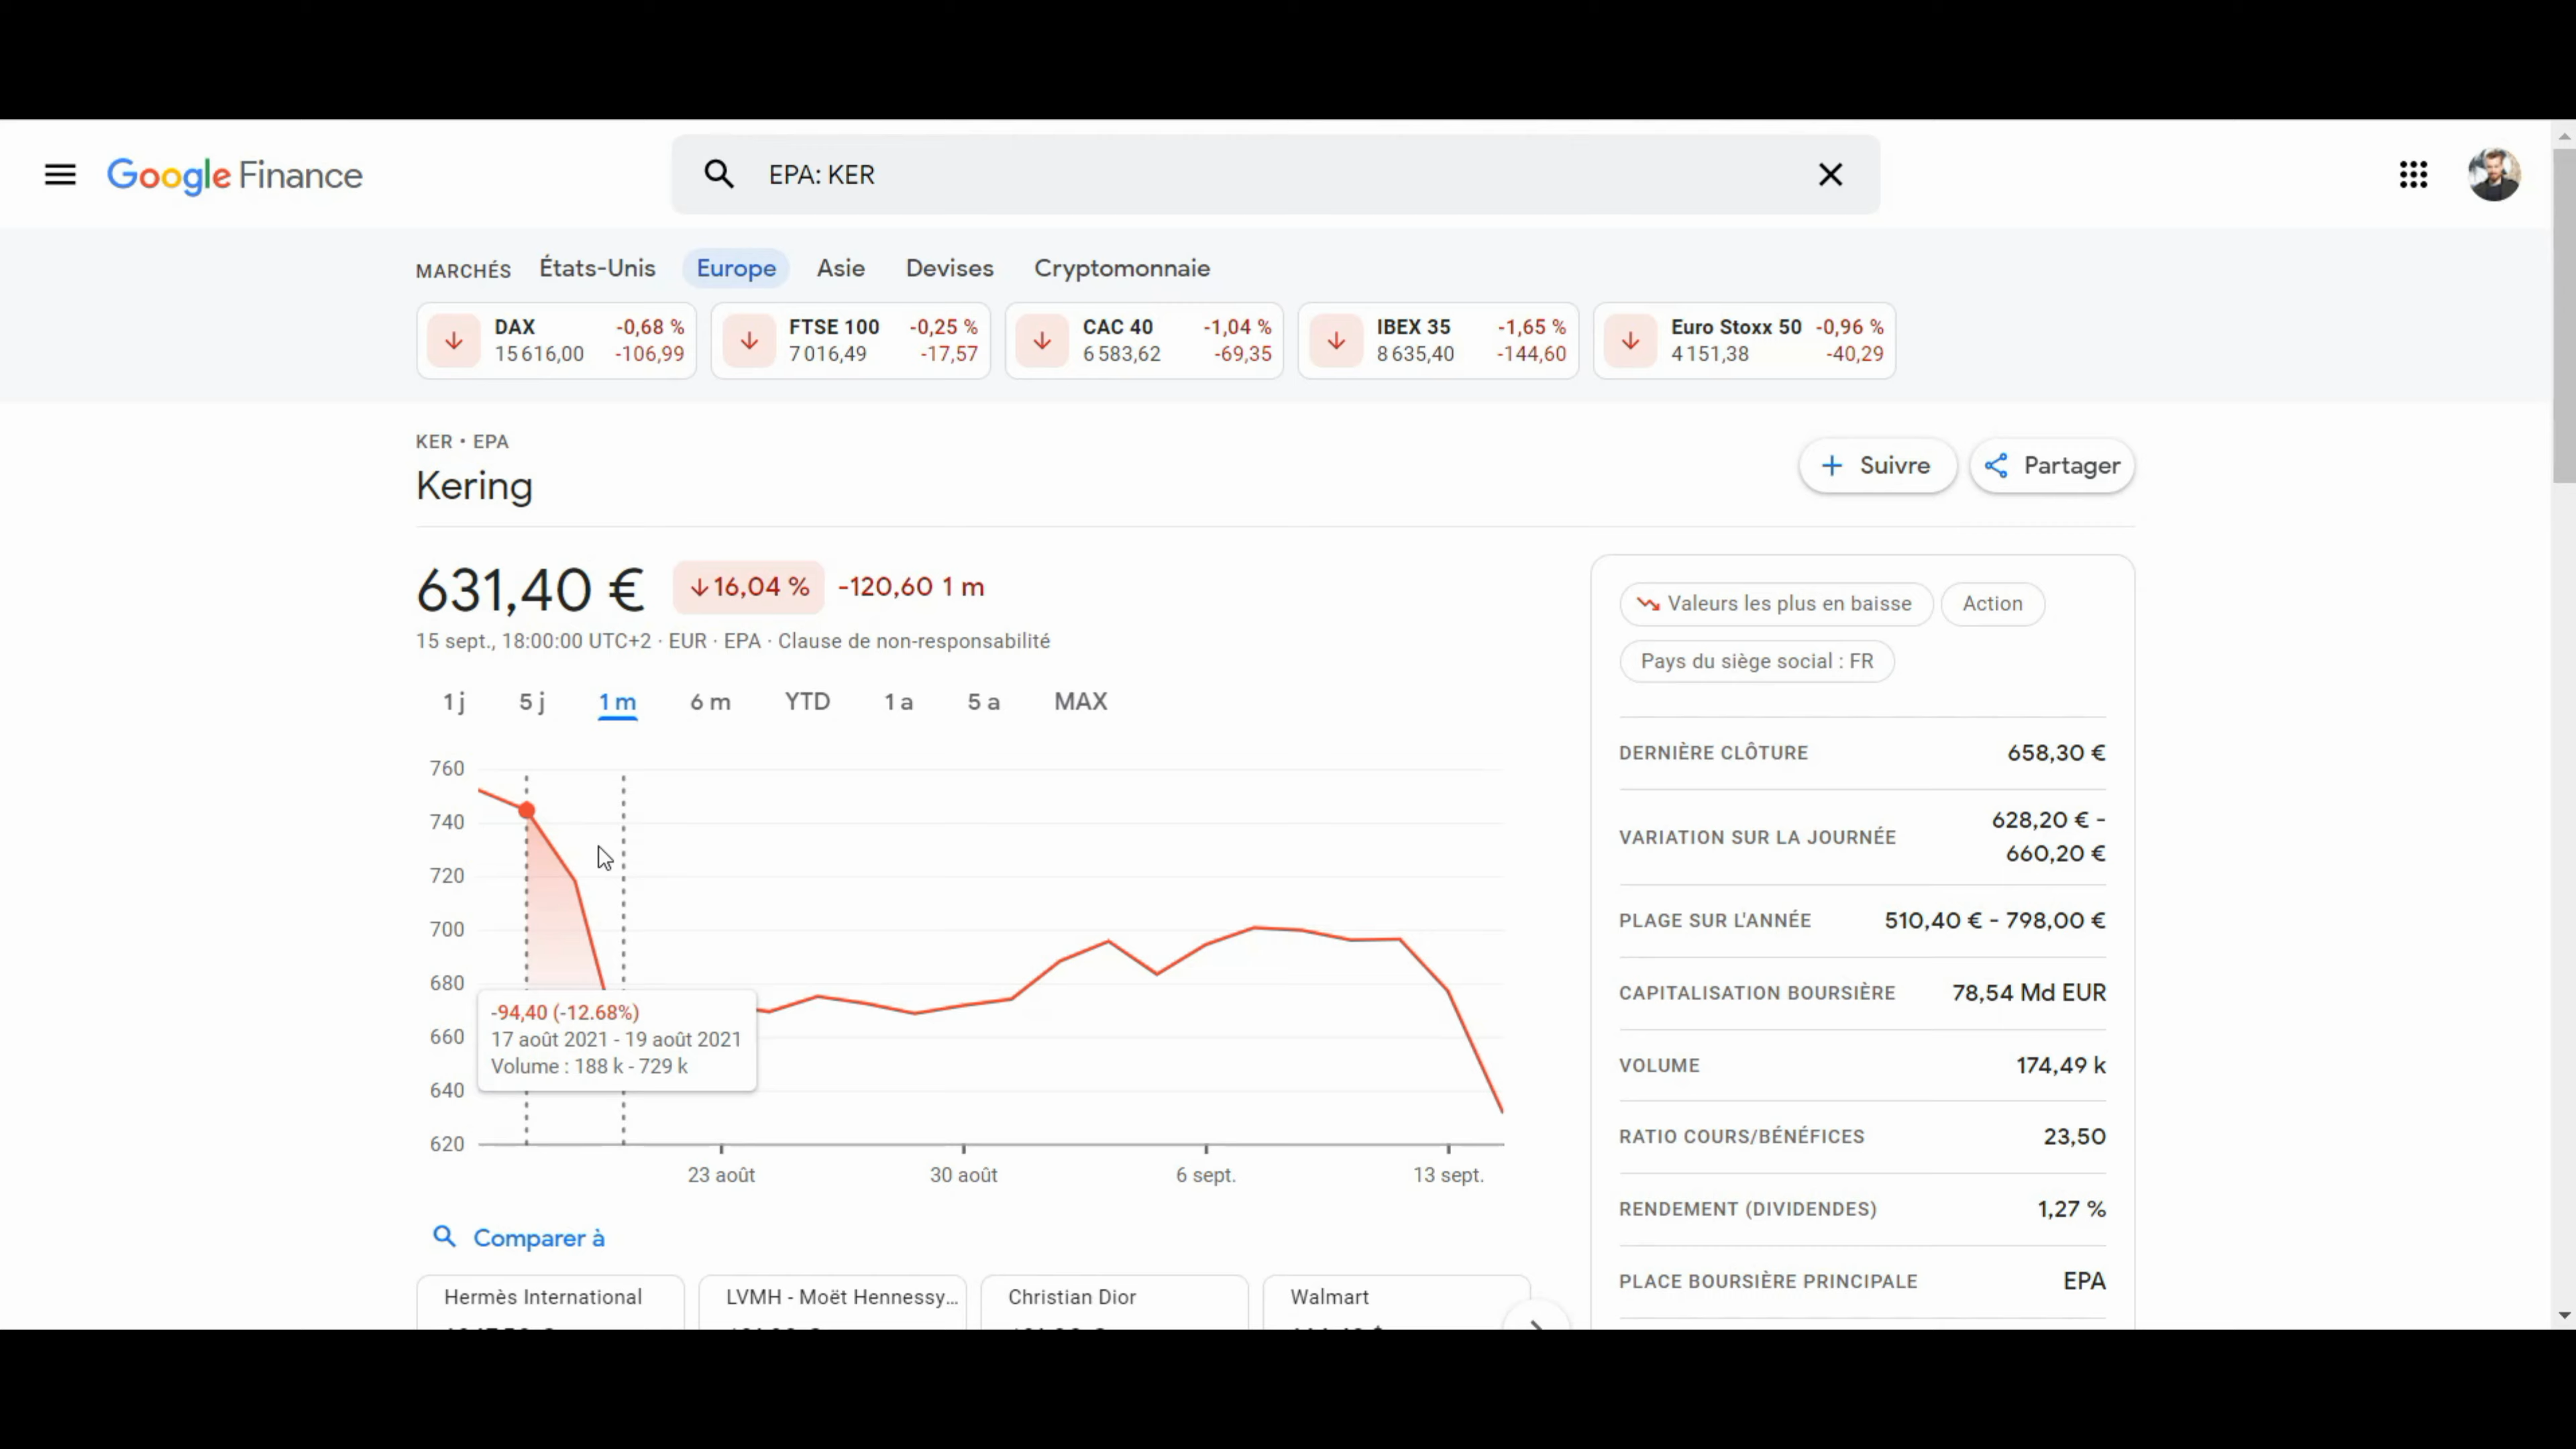 Google Finance
EPA: KER
MARCHÉS États-Unis Europe Asie Devises Cryptomonnaie
DAX -0,68 %
15 616,00 -106,99
FTSE 100 -0,25 %
7 016,49 -17,57
CAC 40 -1,04 %
6 583,62 -69,35
IBEX 35 -1,65 %
8 635,40 -144,60
Euro Stoxx 50 -0,96 %
4 151,38 -40,29
KER • EPA
Kering
Suivre
Partager
631,40 € ↓16,04 % -120,60 1 m
15 sept., 18:00:00 UTC+2 · EUR · EPA · Clause de non-responsabilité
1 j 5 j 1 m 6 m YTD 1 a 5 a MAX
760
740
720
700
680
660
640
620
-94,40 (-12.68%)
17 août 2021 - 19 août 2021
Volume : 188 k - 729 k
23 août 30 août 6 sept. 13 sept.
Comparer à
Hermès International
LVMH - Moët Hennessy...
Christian Dior
Walmart
Valeurs les plus en baisse
Action
Pays du siège social : FR
DERNIÈRE CLÔTURE 658,30 €
VARIATION SUR LA JOURNÉE 628,20 € -
660,20 €
PLAGE SUR L'ANNÉE 510,40 € - 798,00 €
CAPITALISATION BOURSIÈRE 78,54 Md EUR
VOLUME 174,49 k
RATIO COURS/BÉNÉFICES 23,50
RENDEMENT (DIVIDENDES) 1,27 %
PLACE BOURSIÈRE PRINCIPALE EPA